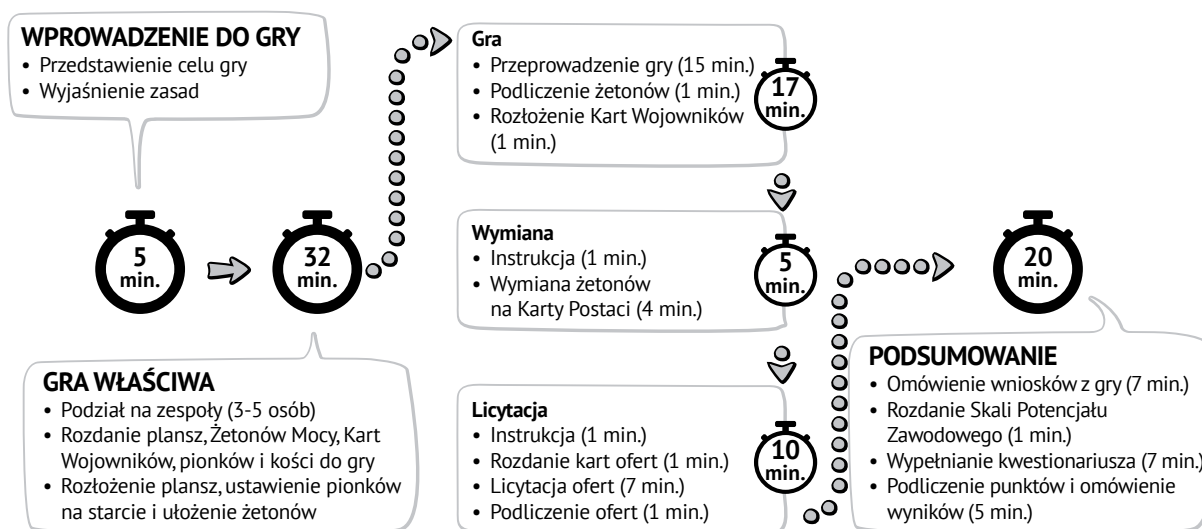 WPROWADZENIE DO GRY
• Przedstawienie celu gry
• Wyjaśnienie zasad
5
min.
32
min.
GRA WŁAŚCIWA
• Podział na zespoły (3-5 osób)
• Rozdanie plansz, Żetonów Mocy, Kart
Wojowników, pionków i kości do gry
• Rozłożenie plansz, ustawienie pionków
na starcie i ułożenie żetonów
Gra
• Przeprowadzenie gry (15 min.)
• Podliczenie żetonów (1 min.)
• Rozłożenie Kart Wojowników
(1 min.)
17
min.
Wymiana
• Instrukcja (1 min.)
• Wymiana żetonów
na Karty Postaci (4 min.)
5
min.
Licytacja
• Instrukcja (1 min.)
• Rozdanie kart ofert (1 min.)
• Licytacja ofert (7 min.)
• Podliczenie ofert (1 min.)
10
min.
20
min.
PODSUMOWANIE
• Omówienie wniosków z gry (7 min.)
• Rozdanie Skali Potencjału
Zawodowego (1 min.)
• Wypełnianie kwestionariusza (7 min.)
• Podliczenie punktów i omówienie
wyników (5 min.)